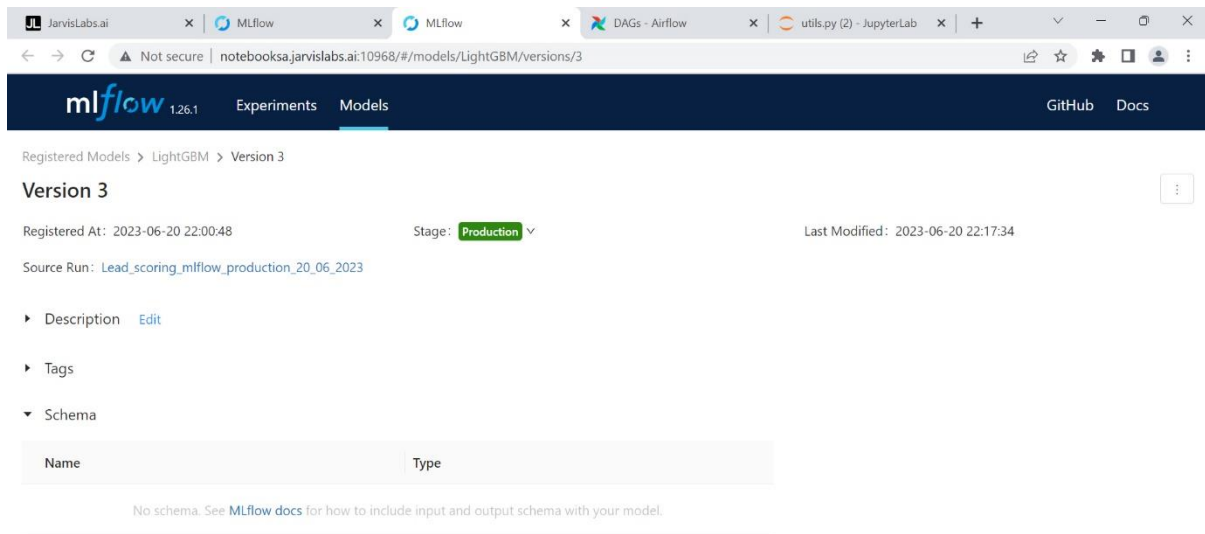 JL JarvisLabs.ai MLflow MLflow DAGs - Airflow utils.py (2) - JupyterLab
Not secure notebooksa.jarvislabs.ai:10968/#/models/LightGBM/versions/3
mlflow 1.26.1 Experiments Models GitHub Docs
Registered Models > LightGBM > Version 3
Version 3
Registered At: 2023-06-20 22:00:48 Stage: Production Last Modified: 2023-06-20 22:17:34
Source Run: Lead_scoring_mlflow_production_20_06_2023
Description Edit
Tags
Schema
Name Type
No schema. See MLflow docs for how to include input and output schema with your model.